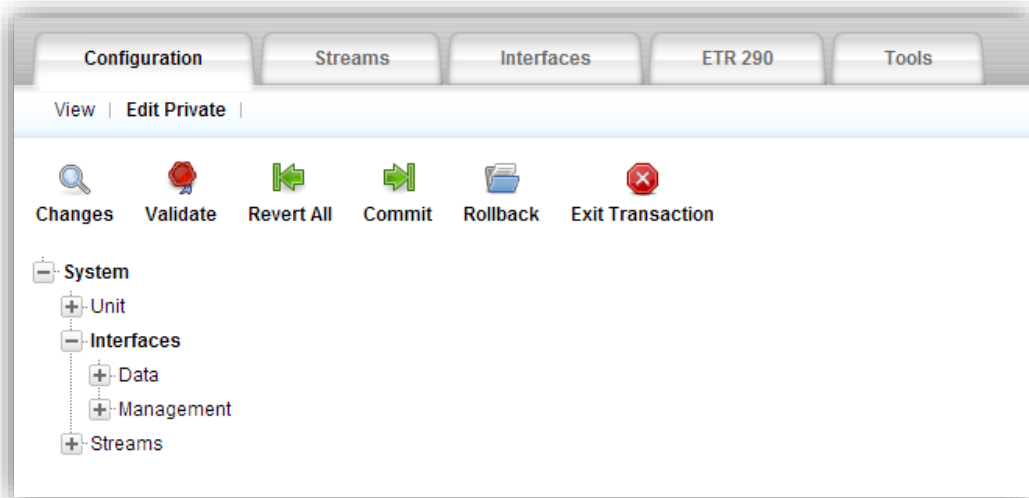 Configuration Streams Interfaces ETR 290 Tools
View | Edit Private |
Changes Validate Revert All Commit Rollback Exit Transaction
System
Unit
Interfaces
Data
Management
Streams